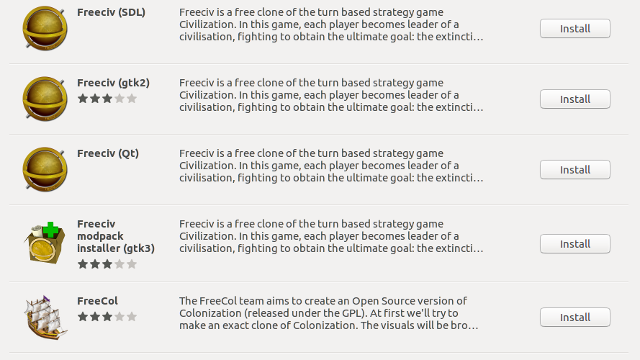 Freeciv (SDL)
Freeciv is a free clone of the turn based strategy game
Civilization. In this game, each player becomes leader of a
civilisation, fighting to obtain the ultimate goal: the extincti...
Install
Freeciv (gtk2)
Freeciv is a free clone of the turn based strategy game
Civilization. In this game, each player becomes leader of a
civilisation, fighting to obtain the ultimate goal: the extincti...
Install
Freeciv (Qt)
Freeciv is a free clone of the turn based strategy game
Civilization. In this game, each player becomes leader of a
civilisation, fighting to obtain the ultimate goal: the extincti...
Install
Freeciv
modpack
installer (gtk3)
Freeciv is a free clone of the turn based strategy game
Civilization. In this game, each player becomes leader of a
civilisation, fighting to obtain the ultimate goal: the extincti...
Install
FreeCol
The FreeCol team aims to create an Open Source version of
Colonization (released under the GPL). At first we'll try to
make an exact clone of Colonization. The visuals will be bro...
Install